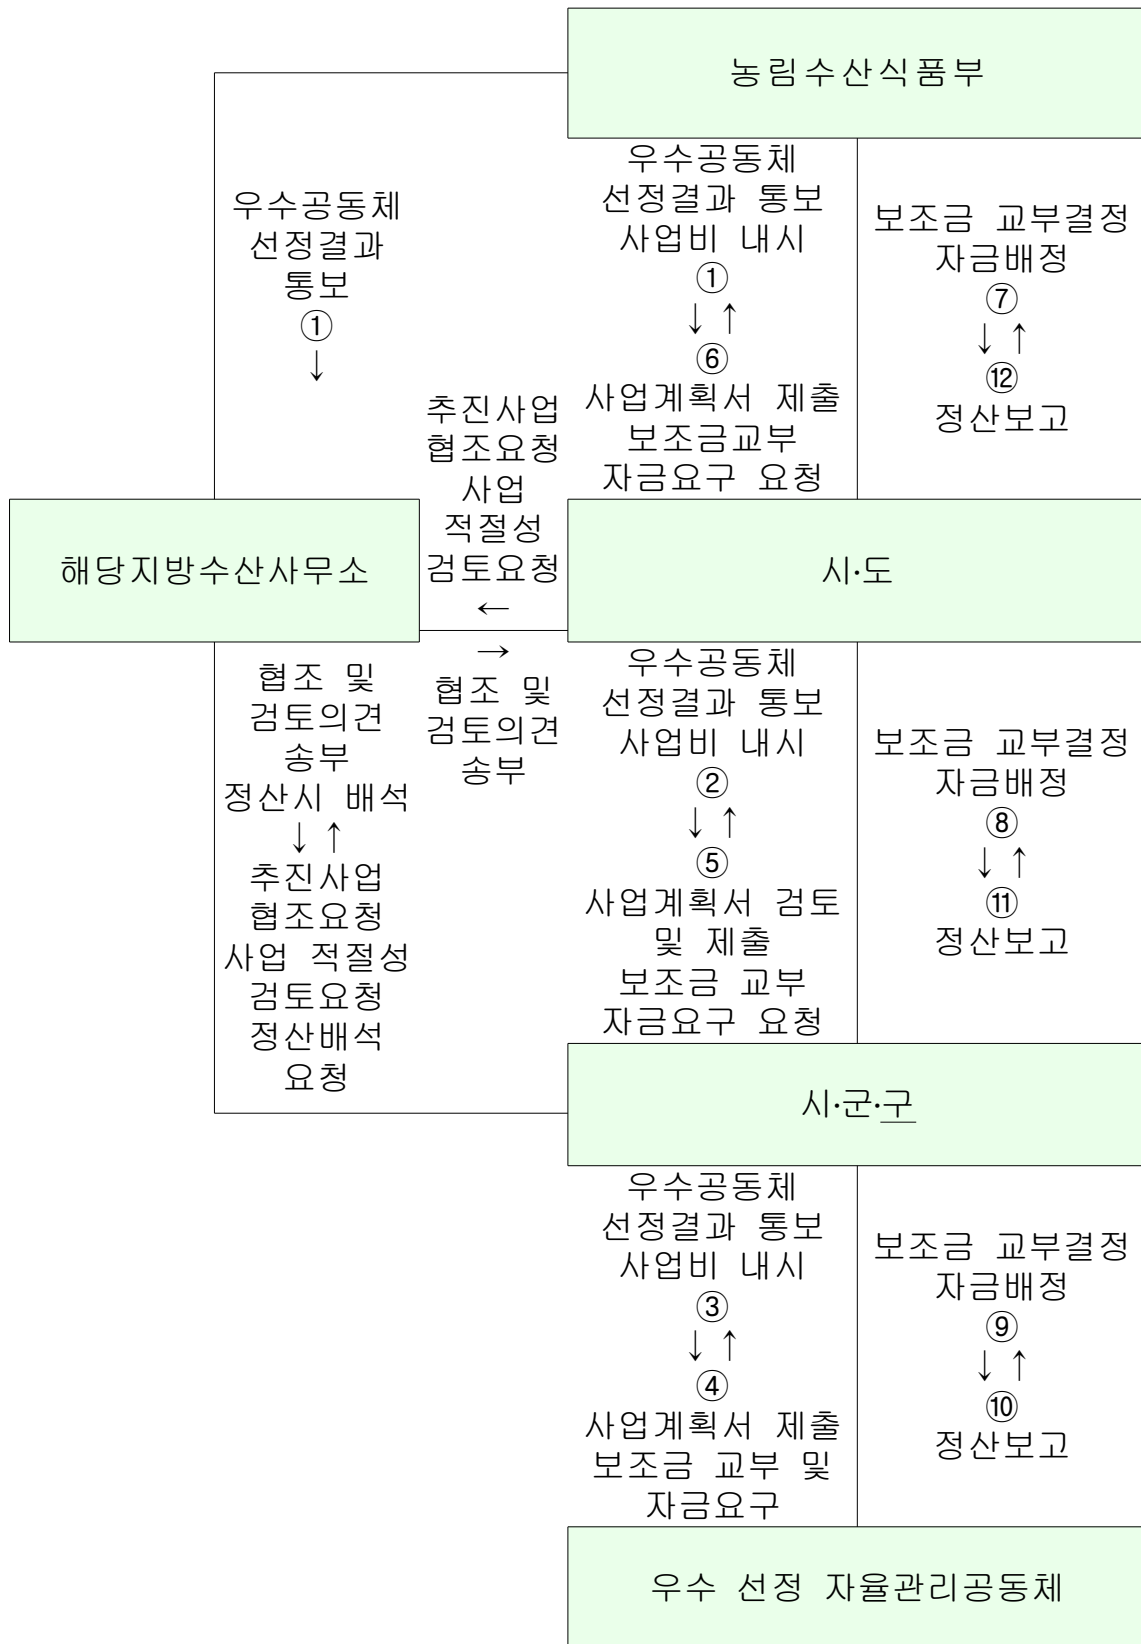 농림수산식품부
우수공동체
선정결과
통보
①
↓
우수공동체
선정결과 통보
사업비 내시
①
↓ ↑
⑥
사업계획서 제출
보조금교부
자금요구 요청
보조금 교부결정
자금배정
⑦
↓ ↑
⑫
정산보고
추진사업
협조요청
사업
적절성
검토요청
←
해당지방수산사무소
시·도
→
협조 및
검토의견
송부
협조 및
검토의견
송부
정산시 배석
↓ ↑
추진사업
협조요청
사업 적절성
검토요청
정산배석
요청
우수공동체
선정결과 통보
사업비 내시
②
↓ ↑
⑤
사업계획서 검토
및 제출
보조금 교부
자금요구 요청
보조금 교부결정
자금배정
⑧
↓ ↑
⑪
정산보고
시·군·구
우수공동체
선정결과 통보
사업비 내시
③
↓ ↑
④
사업계획서 제출
보조금 교부 및
자금요구
보조금 교부결정
자금배정
⑨
↓ ↑
⑩
정산보고
우수 선정 자율관리공동체